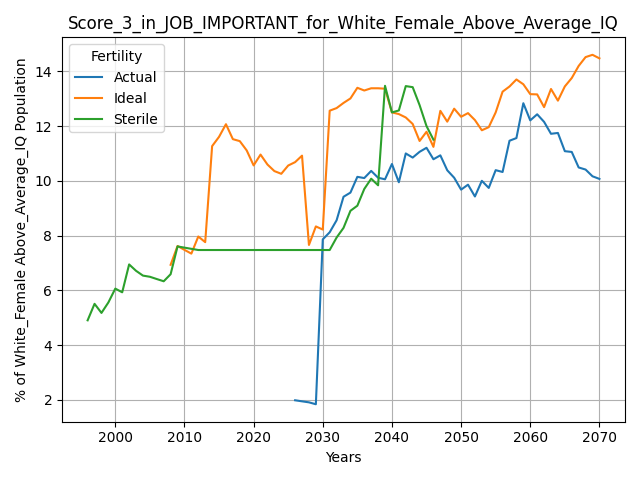 Score_3_in_JOB_IMPORTANT_for_White_Female_Above_Average_IQ
Fertility
Actual
Ideal
Sterile
% of White_Female Above_Average_IQ Population
14
12
10
8
6
4
2
2000
2010
2020
2030
2040
2050
2060
2070
Years